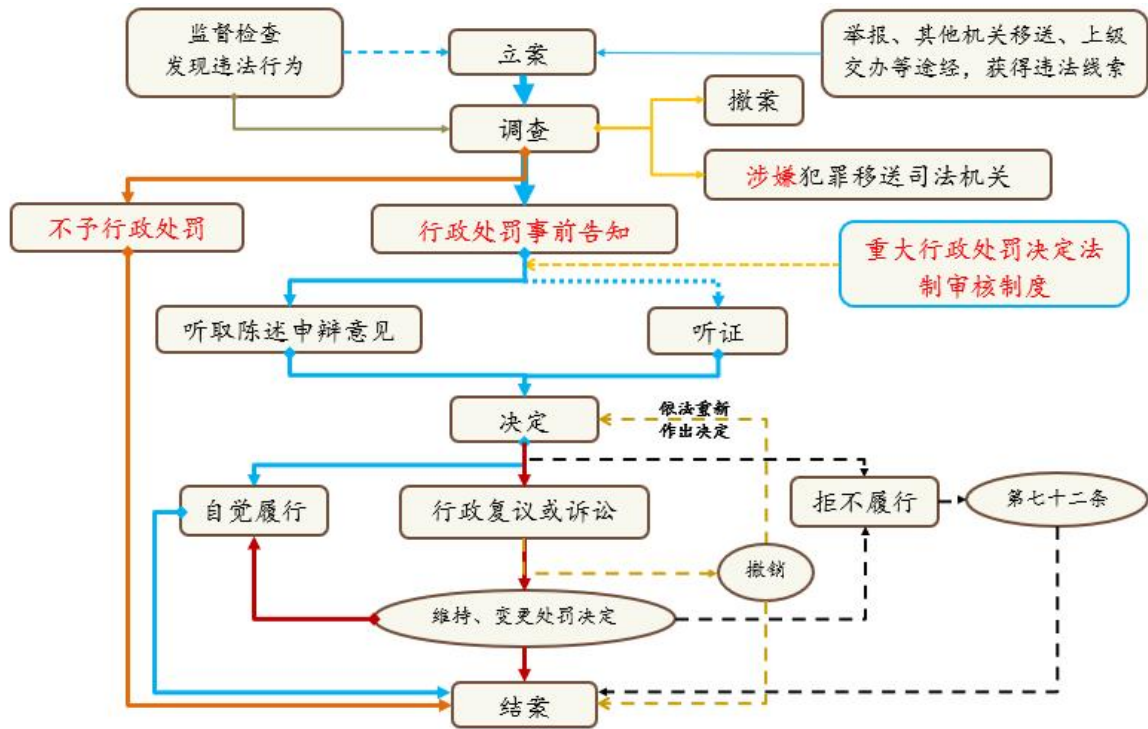 监督检查
发现违法行为
立案
举报、其他机关移送、上级
交办等途经，获得违法线索
撤案
调查
涉嫌犯罪移送司法机关
不予行政处罚
行政处罚事前告知
重大行政处罚决定法
制审核制度
听取陈述申辩意见
听证
决定
依法重新
作出决定
自觉履行
行政复议或诉讼
拒不履行
第七十二条
撤销
维持、变更处罚决定
结案